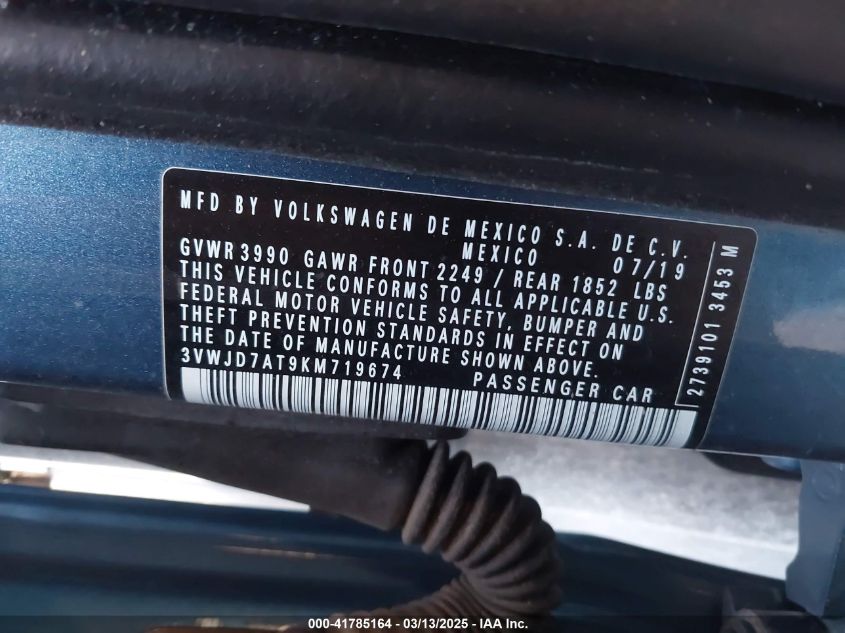 MFD BY VOLKSWAGEN DE MEXICO S.A. DE C.V.
MEXICO 07/19
GVWR 3990 GAWR FRONT 2249 / REAR 1852 LBS
THIS VEHICLE CONFORMS TO ALL APPLICABLE U.S.
FEDERAL MOTOR VEHICLE SAFETY, BUMPER AND
THEFT PREVENTION STANDARDS IN EFFECT ON
THE DATE OF MANUFACTURE SHOWN ABOVE.
3VWJD7AT9KM719674 PASSENGER CAR
2739101 3453 M
000-41785164 - 03/13/2025 - IAA Inc.